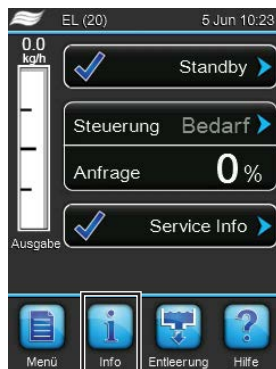 EL (20) 5 Jun 10:23
0.0
kg/h
Standby
Steuerung Bedarf
Anfrage 0 %
Service Info
Ausgabe
Menü Info Entleerung Hilfe